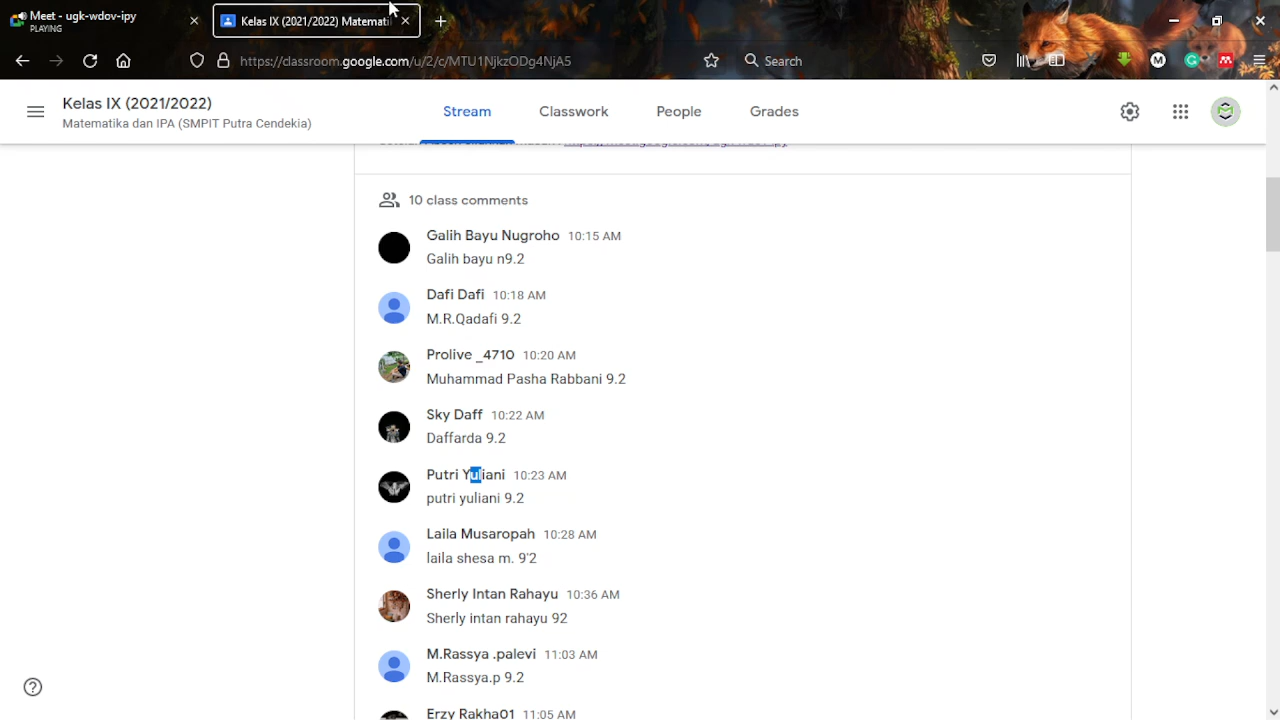 Meet - ugk-wdov-ipy
PLAYING
Kelas IX (2021/2022) Matemati
https://classroom.google.com/u/2/c/MTU1NjkzODg4NjA5
Search
Kelas IX (2021/2022)
Matematika dan IPA (SMPIT Putra Cendekia)
Stream
Classwork
People
Grades
10 class comments
Galih Bayu Nugroho 10:15 AM
Galih bayu n9.2
Dafi Dafi 10:18 AM
M.R.Qadafi 9.2
Prolive _4710 10:20 AM
Muhammad Pasha Rabbani 9.2
Sky Daff 10:22 AM
Daffarda 9.2
Putri Yuliani 10:23 AM
putri yuliani 9.2
Laila Musaropah 10:28 AM
laila shesa m. 9'2
Sherly Intan Rahayu 10:36 AM
Sherly intan rahayu 92
M.Rassya .palevi 11:03 AM
M.Rassya.p 9.2
Erzy Rakha01 11:05 AM